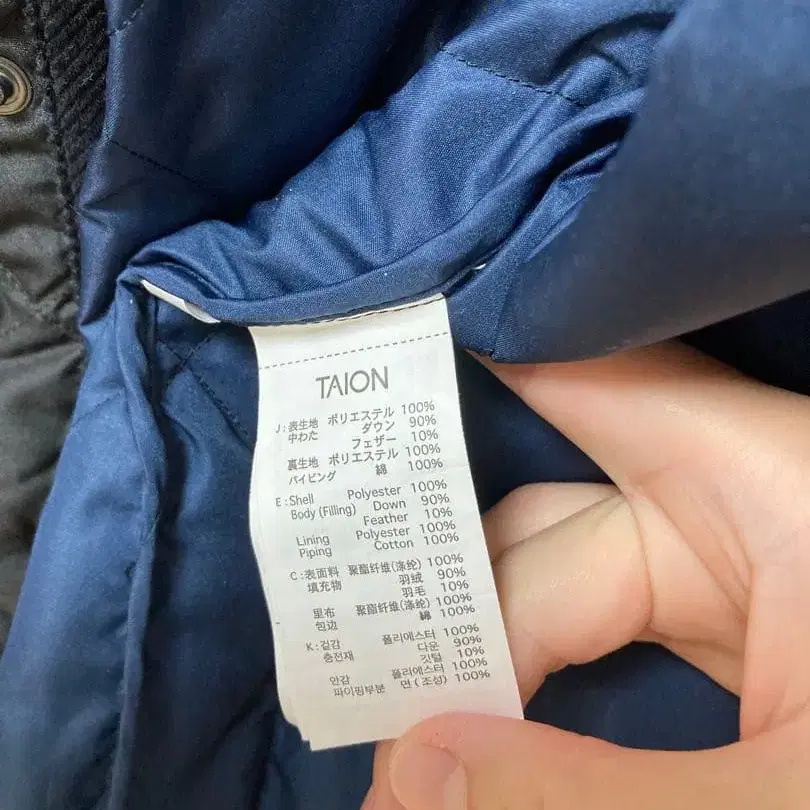 TAION
J:表生地 ポリエステル 100%
中わた ダウン 90%
フェザー 10%
裏生地 ポリエステル 100%
パイピング 綿 100%
E:Shell Polyester 100%
Body (Filling) Down 90%
Feather 10%
Lining Polyester 100%
Piping Cotton 100%
C:表面料 聚酯纤维(涤纶) 100%
填充物 羽绒 90%
羽毛 10%
里布 聚酯纤维(涤纶) 100%
包边 綿 100%
K:겉감 폴리에스터 100%
충전재 다운 90%
깃털 10%
안감 폴리에스터 100%
파이핑부분 면 (조성) 100%